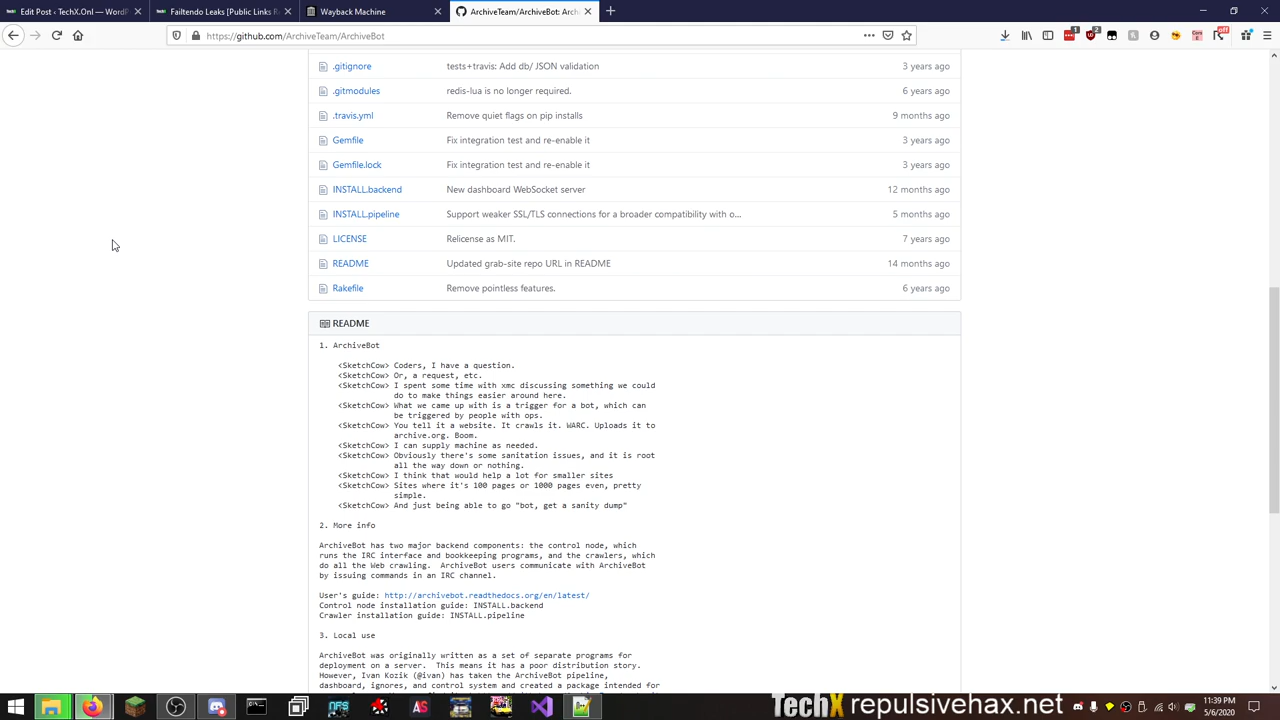 Edit Post ‹ TechX.Onl — WordP
Failtendo Leaks [Public Links R
Wayback Machine
ArchiveTeam/ArchiveBot: Arch
https://github.com/ArchiveTeam/ArchiveBot
.gitignore tests+travis: Add db/ JSON validation 3 years ago
.gitmodules redis-lua is no longer required. 6 years ago
.travis.yml Remove quiet flags on pip installs 9 months ago
Gemfile Fix integration test and re-enable it 3 years ago
Gemfile.lock Fix integration test and re-enable it 3 years ago
INSTALL.backend New dashboard WebSocket server 12 months ago
INSTALL.pipeline Support weaker SSL/TLS connections for a broader compatibility with o... 5 months ago
LICENSE Relicense as MIT. 7 years ago
README Updated grab-site repo URL in README 14 months ago
Rakefile Remove pointless features. 6 years ago
README
1. ArchiveBot
<SketchCow> Coders, I have a question.
<SketchCow> Or, a request, etc.
<SketchCow> I spent some time with xmc discussing something we could
do to make things easier around here.
<SketchCow> What we came up with is a trigger for a bot, which can
be triggered by people with ops.
<SketchCow> You tell it a website. It crawls it. WARC. Uploads it to
archive.org. Boom.
<SketchCow> I can supply machine as needed.
<SketchCow> Obviously there's some sanitation issues, and it is root
all the way down or nothing.
<SketchCow> I think that would help a lot for smaller sites
<SketchCow> Sites where it's 100 pages or 1000 pages even, pretty
simple.
<SketchCow> And just being able to go "bot, get a sanity dump"
2. More info
ArchiveBot has two major backend components: the control node, which
runs the IRC interface and bookkeeping programs, and the crawlers, which
do all the Web crawling.  ArchiveBot users communicate with ArchiveBot
by issuing commands in an IRC channel.
User's guide: http://archivebot.readthedocs.org/en/latest/
Control node installation guide: INSTALL.backend
Crawler installation guide: INSTALL.pipeline
3. Local use
ArchiveBot was originally written as a set of separate programs for
deployment on a server.  This means it has a poor distribution story.
However, Ivan Kozik (@ivan) has taken the ArchiveBot pipeline,
dashboard, ignores, and control system and created a package intended for
TechX repulsivehax.net
11:39 PM
5/6/2020